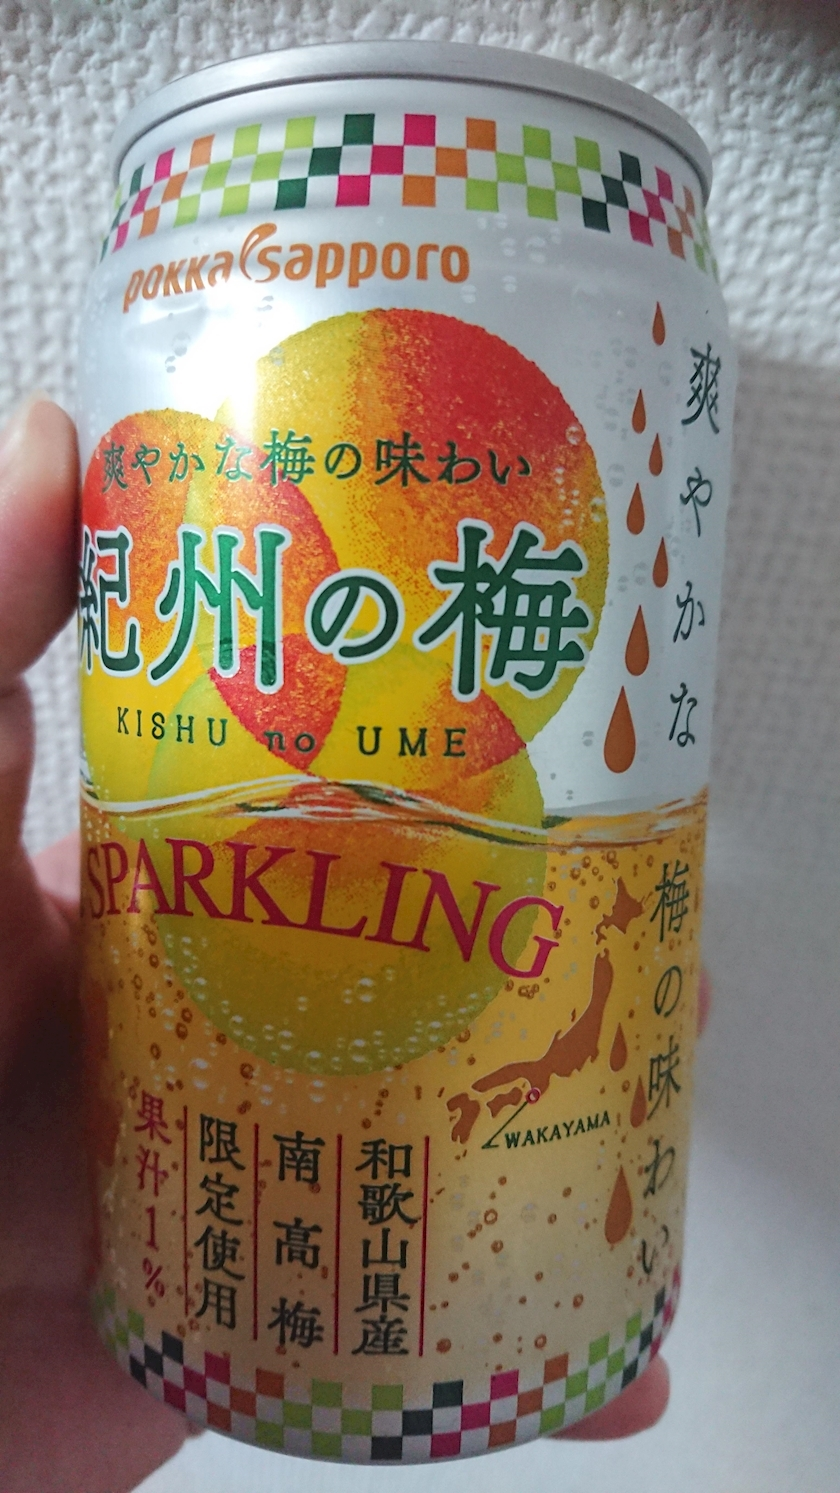 pokka sapporo
爽やかな梅の味わい
紀州の梅
KISHU no UME
SPARKLING
WAKAYAMA
和歌山県産
南高梅
限定使用
果汁1%
爽やかな
梅の味わい